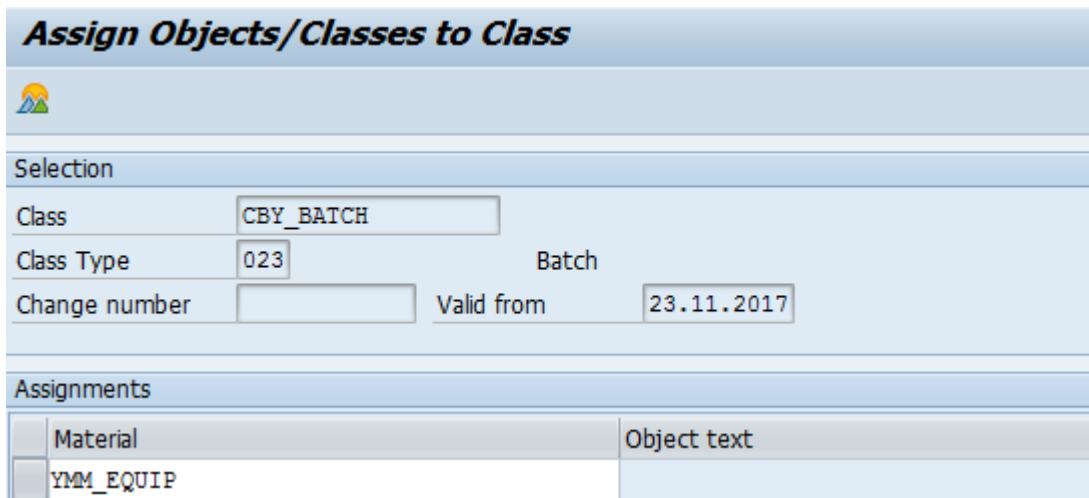 Assign Objects/Classes to Class
Selection
Class CBY_BATCH
Class Type 023 Batch
Change number Valid from 23.11.2017
Assignments
Material Object text
YMM_EQUIP